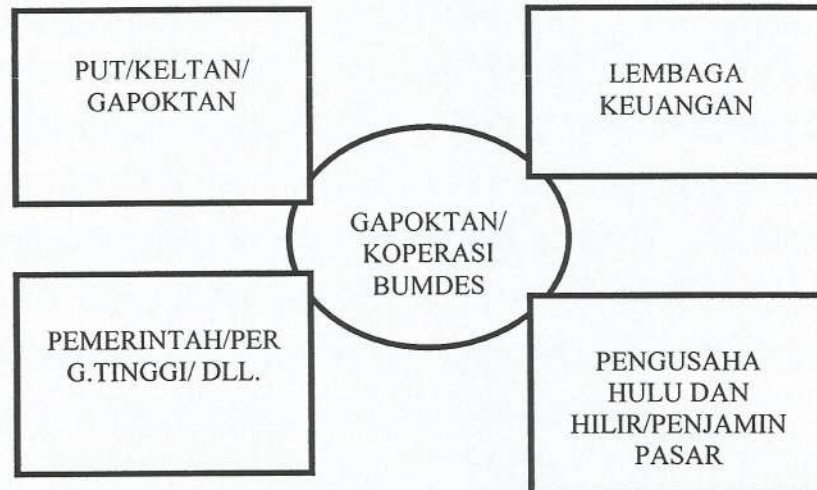 PUT/KELTAN/
GAPOKTAN
LEMBAGA
KEUANGAN
GAPOKTAN/
KOPERASI
BUMDES
PEMERINTAH/PER
G.TINGGI/ DLL.
PENGUSAHA
HULU DAN
HILIR/PENJAMIN
PASAR